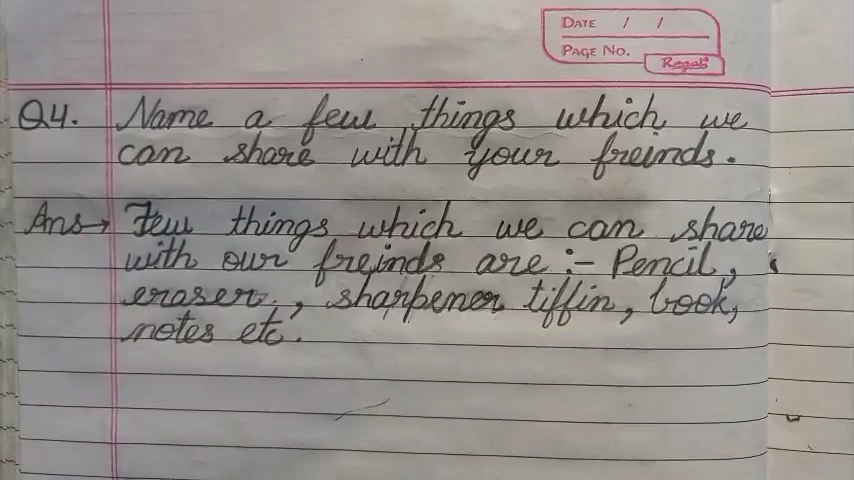 DATE / /
PAGE NO.
Q4. Name a few things which we
can share with your freinds.
Ans→ Few things which we can share
with our freinds are :- Pencil,
eraser, sharpener tiffin, book,
notes etc.